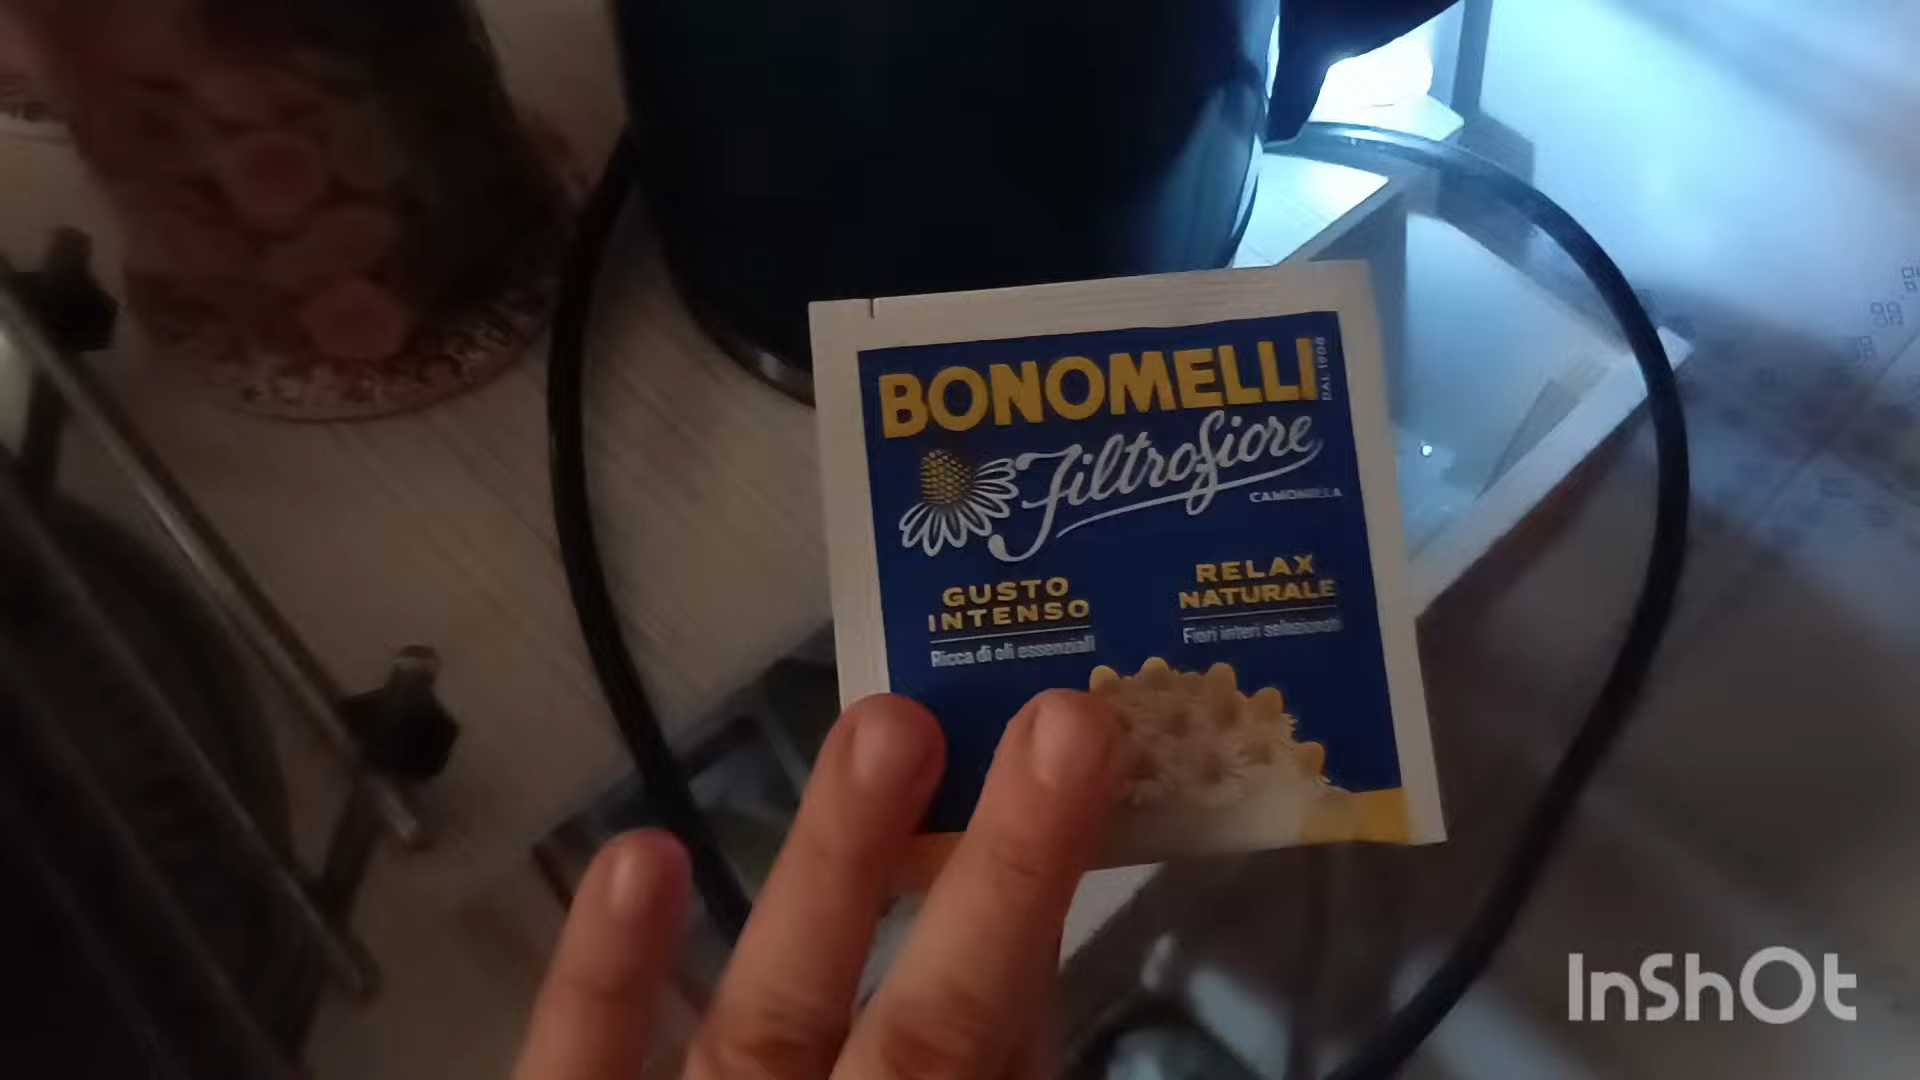 BONOMELLI
DAL 1908
Filtrofiore
CAMOMILLA
GUSTO
INTENSO
Ricca di oli essenziali
RELAX
NATURALE
Fiori interi selezionati
InShOt